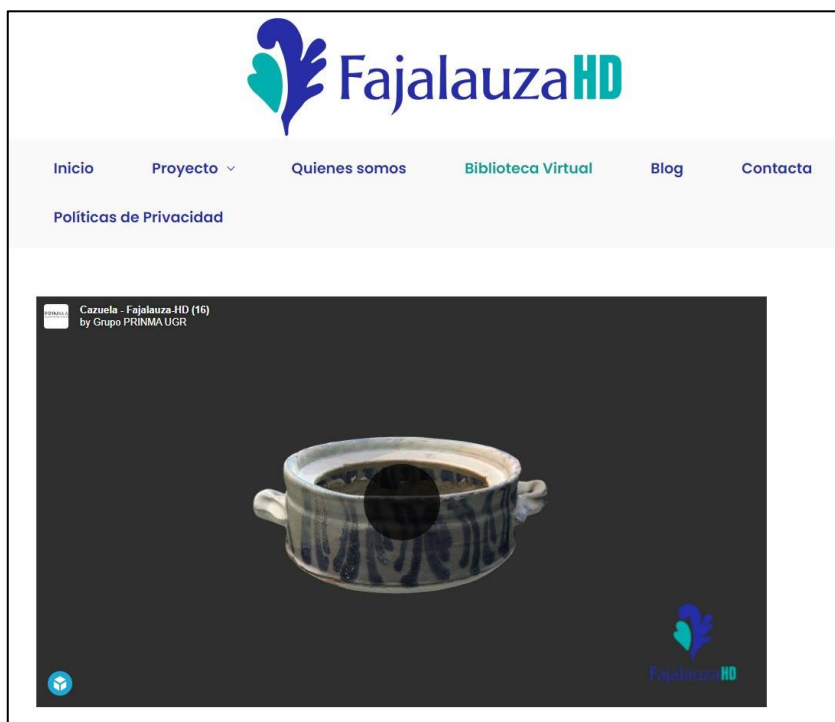 FajalauzaHD
Inicio Proyecto Quienes somos Biblioteca Virtual Blog Contacta
Políticas de Privacidad
PRINMA
Cazuela - Fajalauza-HD (16)
by Grupo PRINMA UGR
FajalauzaHD